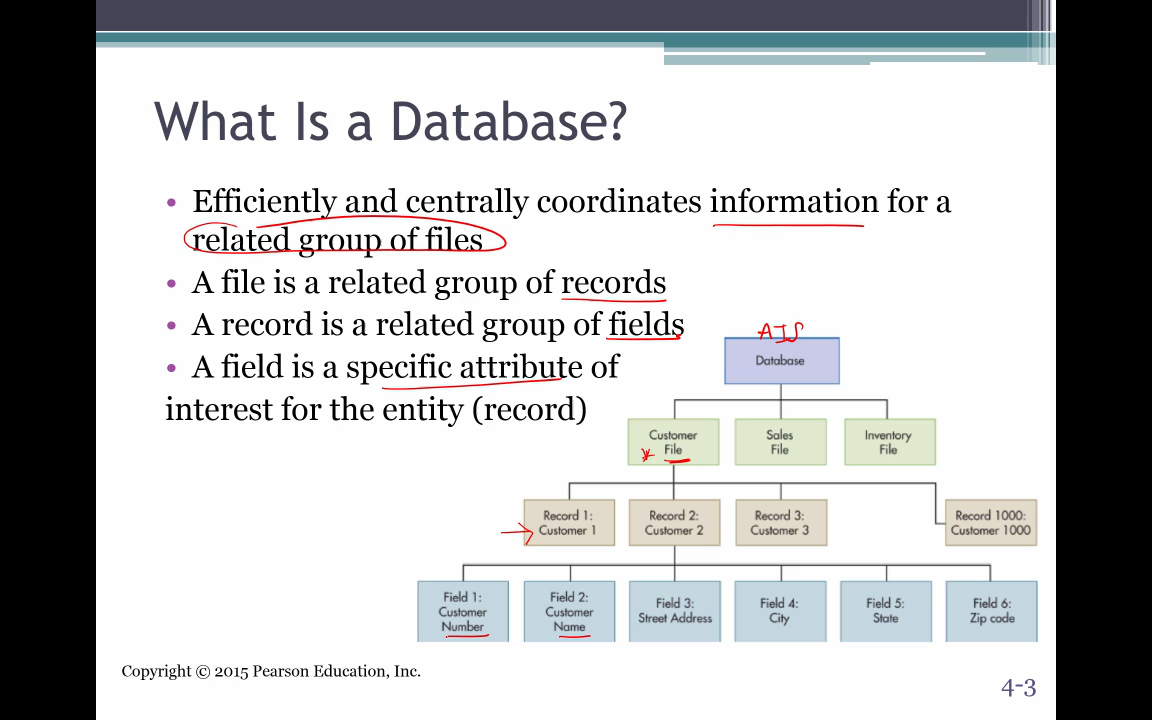 What Is a Database?
• Efficiently and centrally coordinates information for a
related group of files
• A file is a related group of records
• A record is a related group of fields
• A field is a specific attribute of
interest for the entity (record)
AIS
Database
Customer
File
Sales
File
Inventory
File
Record 1:
Customer 1
Record 2:
Customer 2
Record 3:
Customer 3
Record 1000:
Customer 1000
Field 1:
Customer
Number
Field 2:
Customer
Name
Field 3:
Street Address
Field 4:
City
Field 5:
State
Field 6:
Zip code
Copyright © 2015 Pearson Education, Inc.
4-3